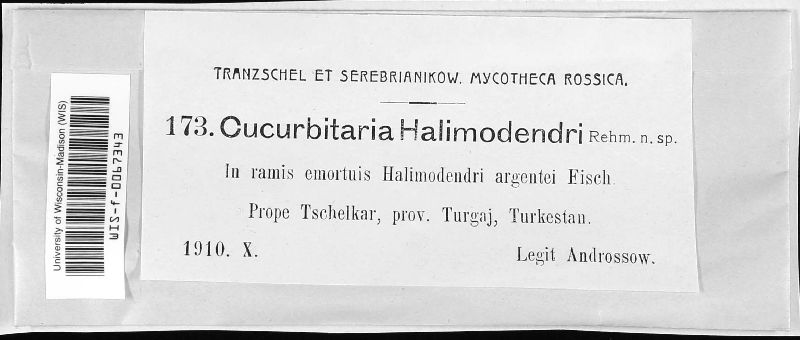 TRANZSCHEL ET SEREBRIANIKOW. MYCOTHECA ROSSICA.
173. Cucurbitaria Halimodendri Rehm. n. sp.
In ramis emortuis Halimodendri argentei Fisch.
Prope Tschelkar, prov. Turgaj, Turkestan.
1910. X. Legit Androssow.
University of Wisconsin-Madison (WIS)
WIS-f-0067343